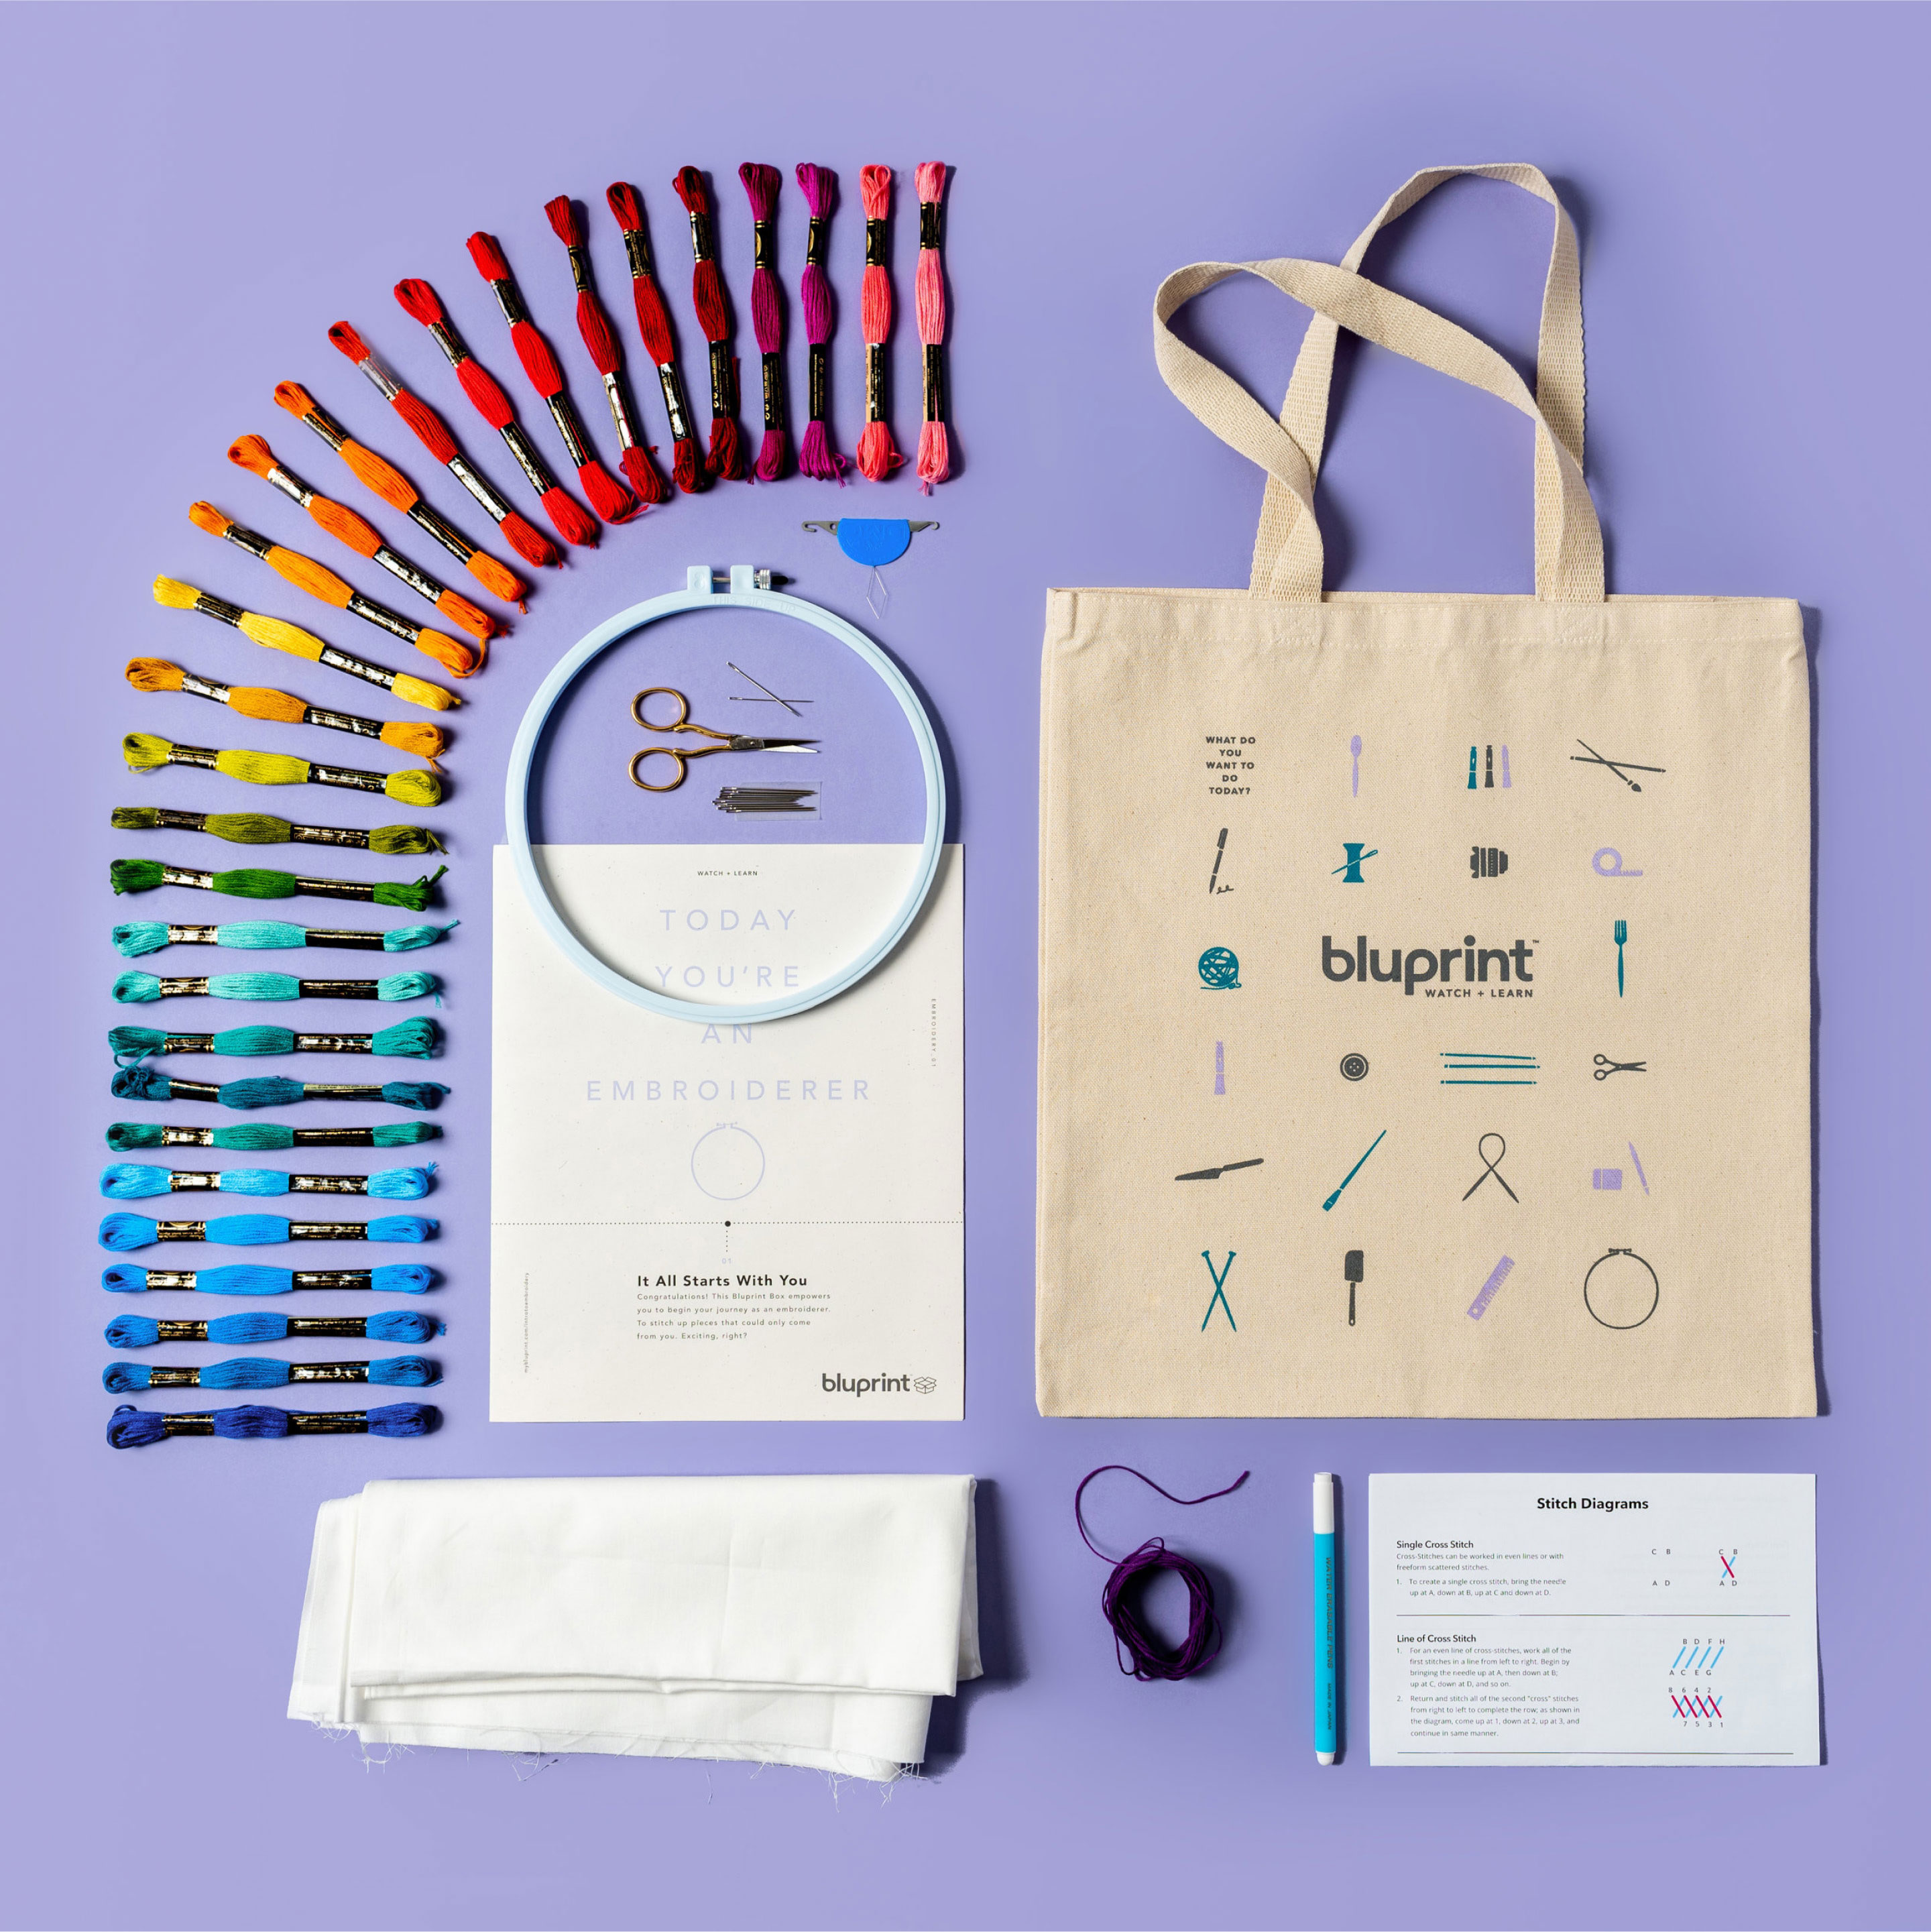 WATCH + LEARN
TODAY
YOU'RE
AN
EMBROIDERER
EMBROIDERY_01
01
It All Starts With You
Congratulations! This Bluprint Box empowers
you to begin your journey as an embroiderer.
To stitch up pieces that could only come
from you. Exciting, right?
bluprint
WHAT DO
YOU
WANT TO
DO
TODAY?
bluprint™
WATCH + LEARN
Stitch Diagrams
Single Cross Stitch
Cross-Stitches can be worked in even lines or with
freeform scattered stitches.
1. To create a single cross stitch, bring the needle
up at A, down at B, up at C and down at D.
C B
A D
C B
A D
Line of Cross Stitch
1. For an even line of cross-stitches, work all of the
first stitches in a line from left to right. Begin by
bringing the needle up at A, then down at B;
up at C, down at D, and so on.
2. Return and stitch all of the second "cross" stitches
from right to left to complete the row, as shown in
the diagram, come up at 1, down at 2, up at 3, and
continue in same manner.
B D F H
A C E G
8 6 4 2
7 5 3 1